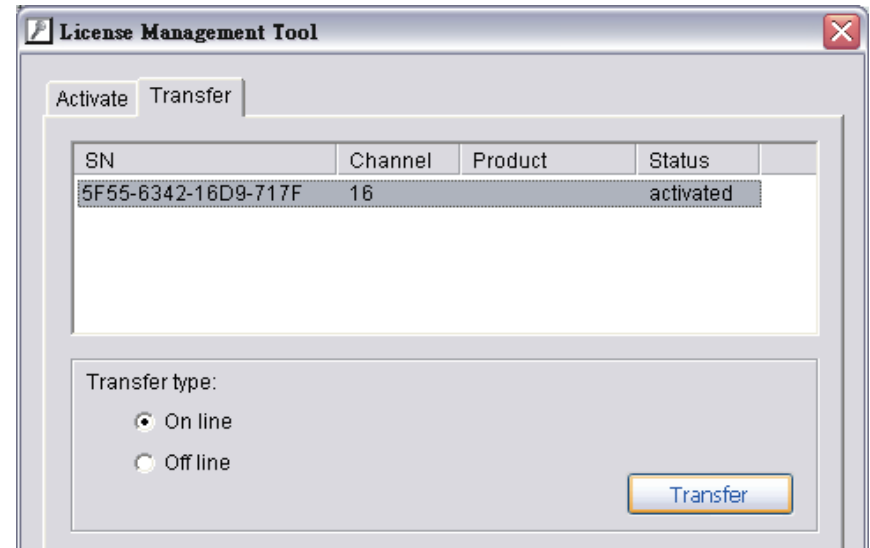 License Management Tool
Activate Transfer
SN Channel Product Status
5F55-6342-16D9-717F 16 activated
Transfer type:
On line
Off line
Transfer